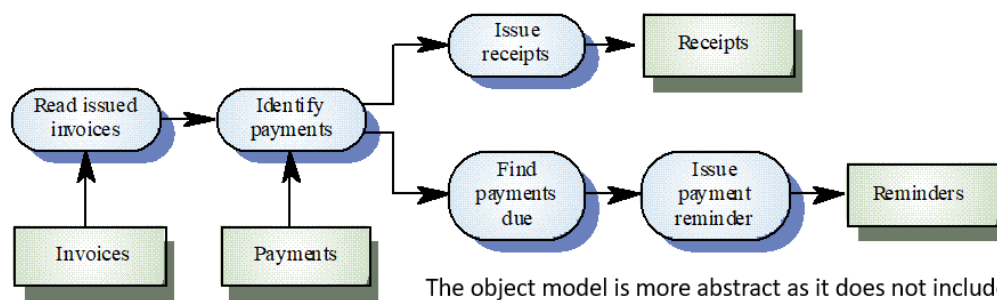 Issue
receipts
Receipts
Read issued
invoices
Identify
payments
Find
payments
due
Issue
payment
reminder
Reminders
Invoices
Payments
The object model is more abstract as it does not include